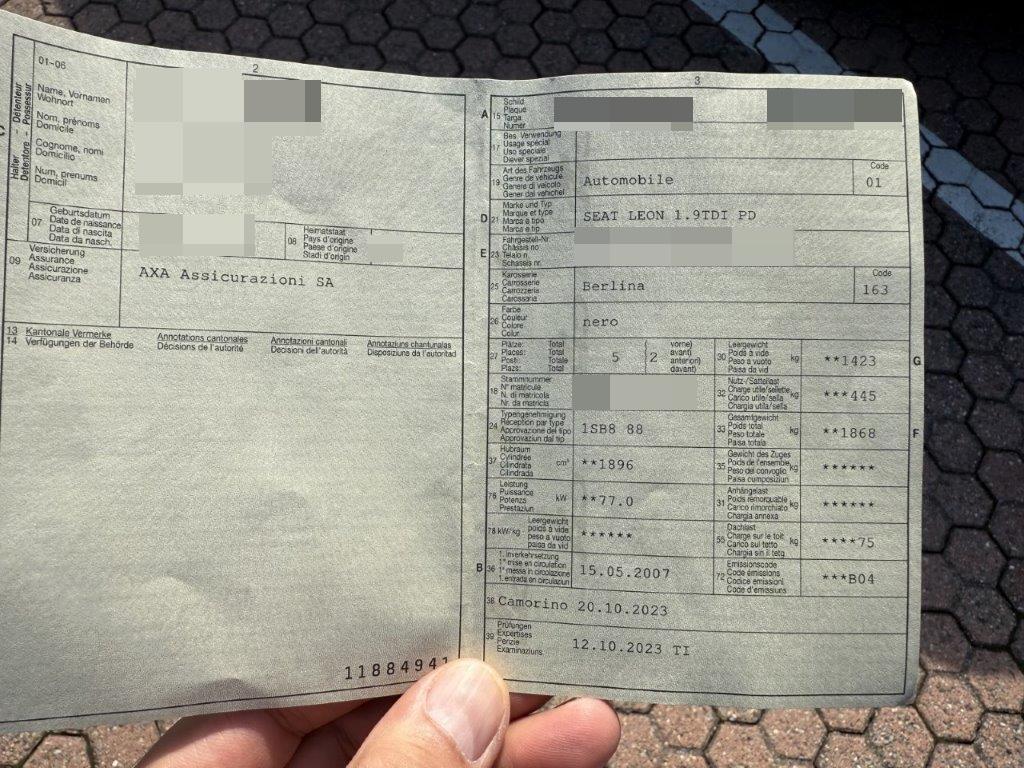 01-06
2
C
Halter - Détenteur
Detentore - Possessur
Name, Vornamen
Wohnort
Nom, prénoms
Domicile
Cognome, nomi
Domicilio
Num, prenums
Domicil
07
Geburtsdatum
Date de naissance
Data di nascita
Data da nasch.
08
Heimatstaat
Pays d'origine
Paese d'origine
Stadi d'origin
09
Versicherung
Assurance
Assicurazione
Assicuranza
AXA Assicurazioni SA
13 Kantonale Vermerke
14 Verfügungen der Behörde
Annotations cantonales
Décisions de l'autorité
Annotazioni cantonali
Decisioni dell'autorità
Annotaziuns chantunalas
Disposiziuns da l'autoritad
11884941
3
A 15
Schild
Plaque
Targa
Numer
17
Bes. Verwendung
Usage spécial
Uso speciale
Diever spezial
19
Art des Fahrzeugs
Genre de véhicule
Genere di veicolo
Gener dal vehichel
Automobile
Code
01
D 21
Marke und Typ
Marque et type
Marca e tipo
Marca e tip
SEAT LEON 1.9TDI PD
E 23
Fahrgestell-Nr.
Châssis no
Telaio n.
Schassis nr.
25
Karosserie
Carrosserie
Carrozzeria
Carossaria
Berlina
Code
163
26
Farbe
Couleur
Colore
Colur
nero
27
Plätze: Total
Places: Total
Posti: Totale
Plazs: Total
5
( 2
vorne)
avant)
anteriori)
davant)
30
Leergewicht
Poids à vide
Peso a vuoto
Paisa da vid
kg
**1423
G
18
Stammnummer
N° matricule
N. di matricola
Nr. da matricla
32
Nutz-/Sattellast
Charge utile/sellette
Carico utile/sella
Chargia utila/sella
kg
***445
24
Typengenehmigung
Réception par type
Approvazione del tipo
Approvaziun dal tip
1SB8 88
33
Gesamtgewicht
Poids total
Peso totale
Paisa totala
kg
**1868
F
37
Hubraum
Cylindrée
Cilindrata
Cilindrada
cm³
**1896
35
Gewicht des Zuges
Poids de l'ensemble
Peso del convoglio
Paisa cumposiziun
kg
******
76
Leistung
Puissance
Potenza
Prestaziun
kW
**77.0
31
Anhängelast
Poids remorquable
Carico rimorchiato
Chargia annexa
kg
******
78 kW/kg
Leergewicht
poids à vide
peso a vuoto
paisa da vid
******
55
Dachlast
Charge sur le toit
Carico sul tetto
Chargia sin il tetg
kg
****75
B 36
1. Inverkehrsetzung
1re mise en circulation
1a messa in circolazione
1. entrada en circulaziun
15.05.2007
72
Emissionscode
Code émissions
Codice emissioni
Code d'emissiuns
***B04
38 Camorino 20.10.2023
39
Prüfungen
Expertises
Perizie
Examinaziuns
12.10.2023 TI